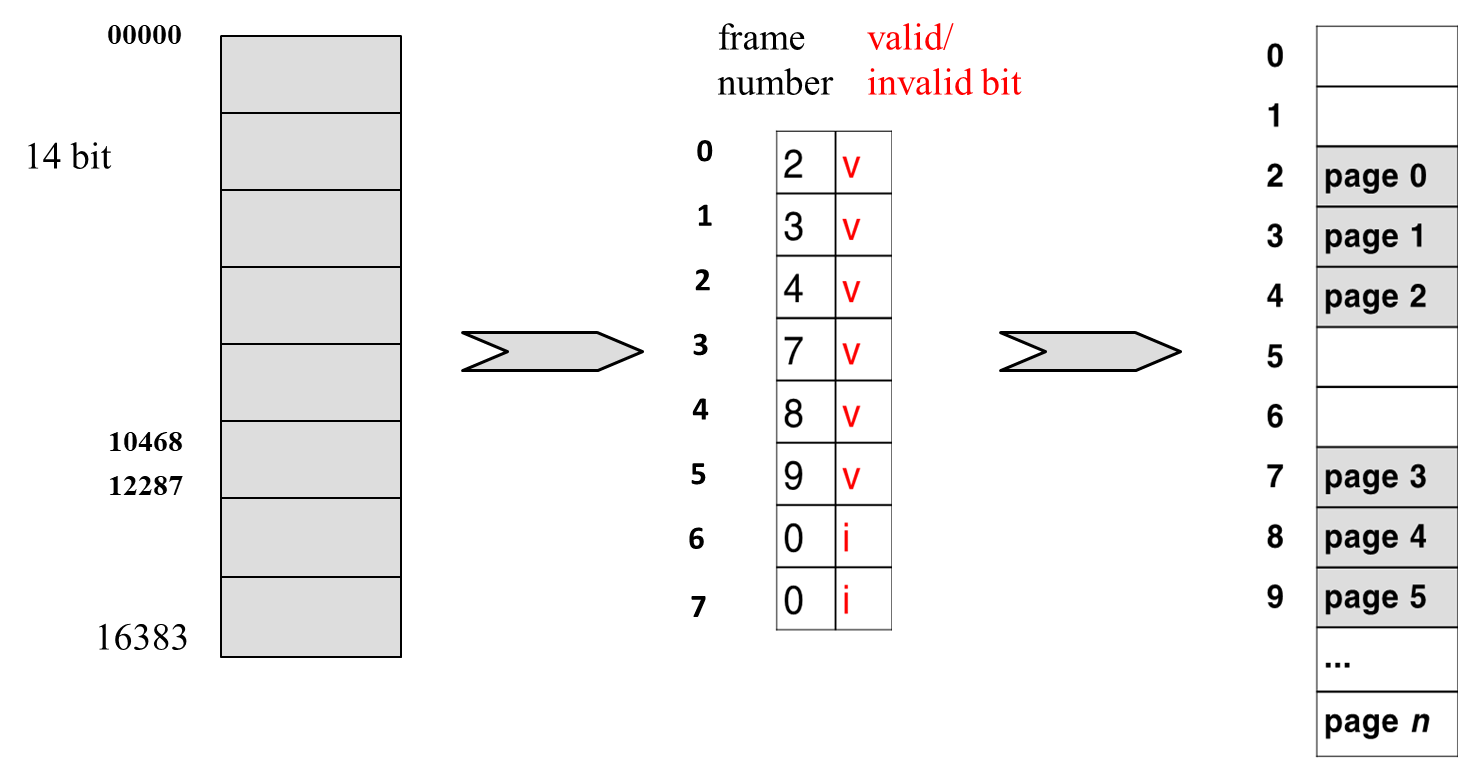 00000
14 bit
10468
12287
16383
frame
number
valid/
invalid bit
0
2 v
1
3 v
2
4 v
3
7 v
4
8 v
5
9 v
6
0 i
7
0 i
0
1
2 page 0
3 page 1
4 page 2
5
6
7 page 3
8 page 4
9 page 5
...
page n